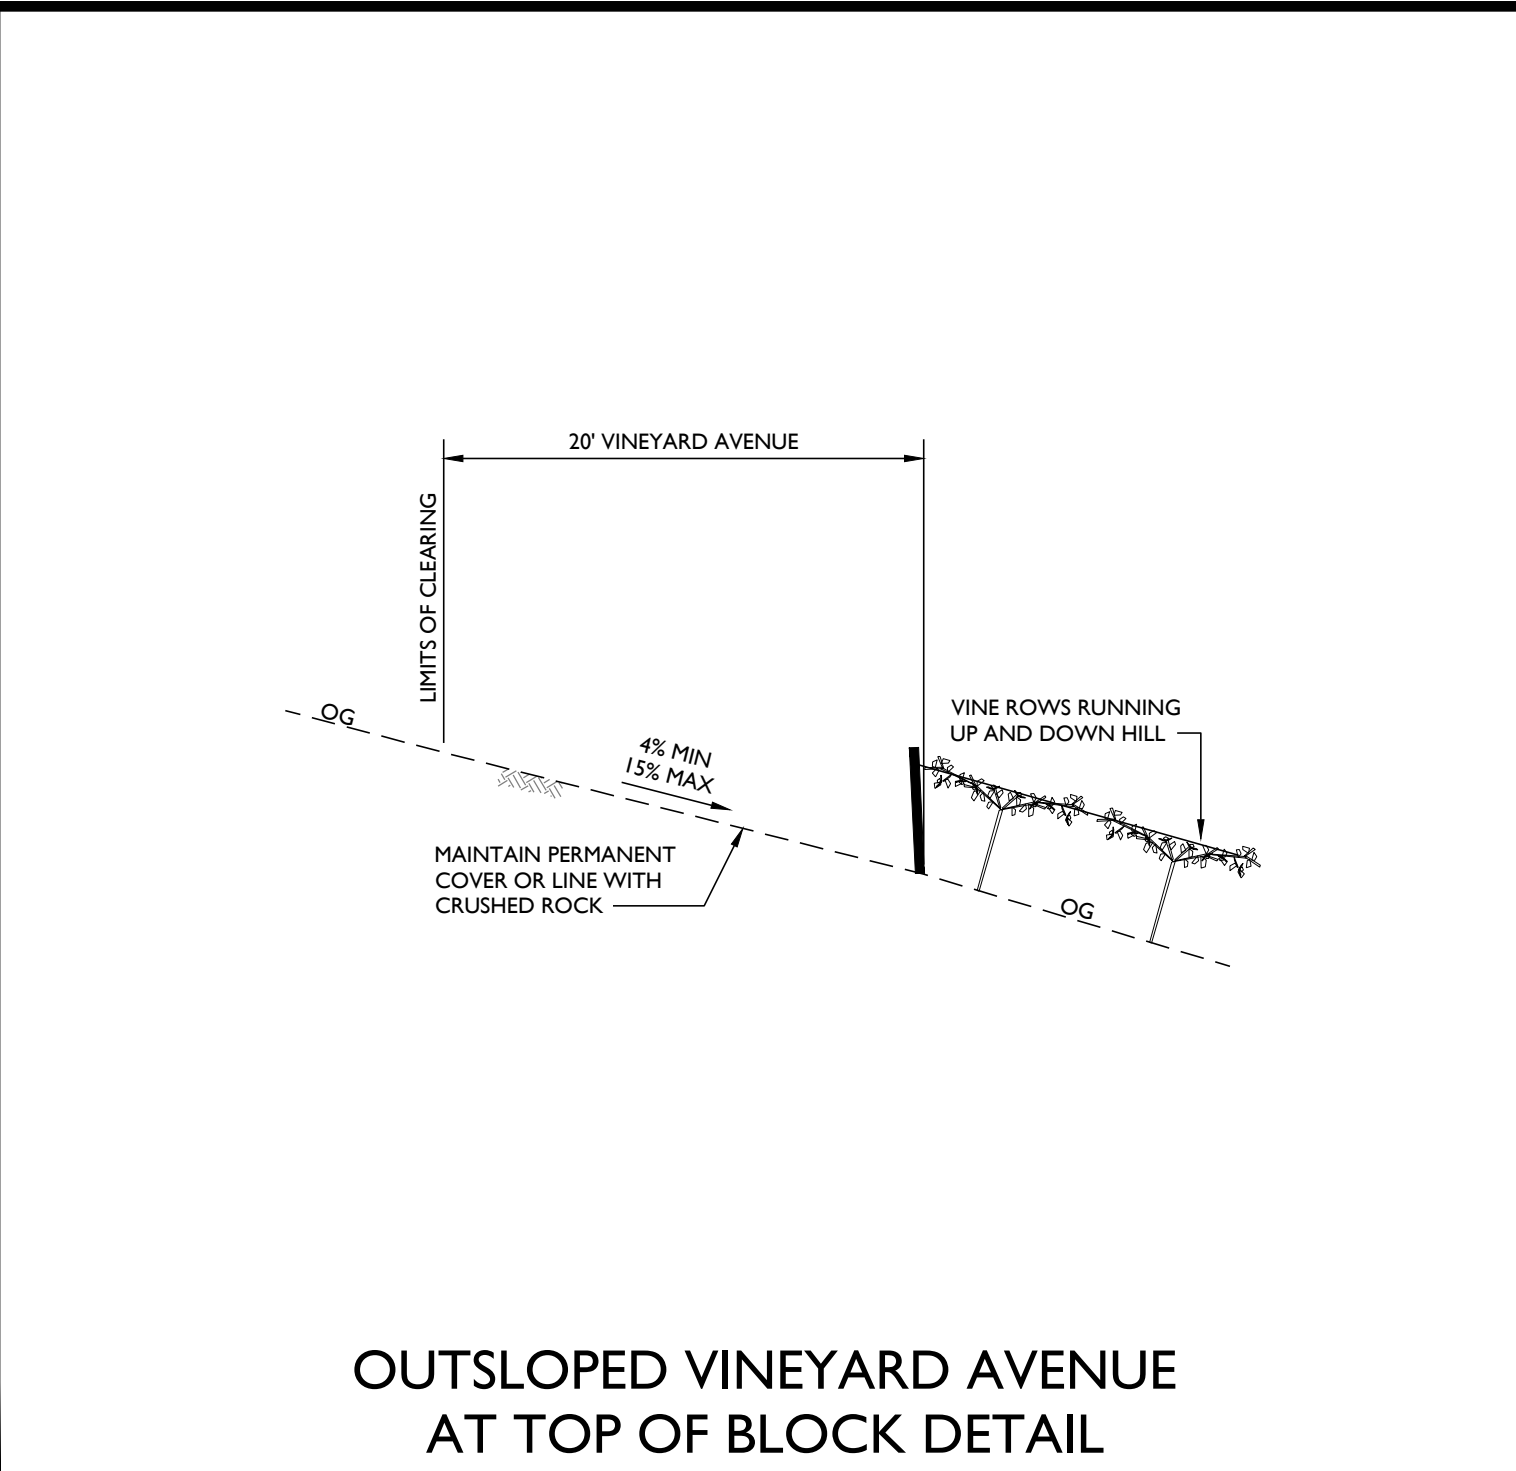 20' VINEYARD AVENUE
LIMITS OF CLEARING
OG
4% MIN
15% MAX
VINE ROWS RUNNING
UP AND DOWN HILL
MAINTAIN PERMANENT
COVER OR LINE WITH
CRUSHED ROCK
OG
OUTSLOPED VINEYARD AVENUE
AT TOP OF BLOCK DETAIL